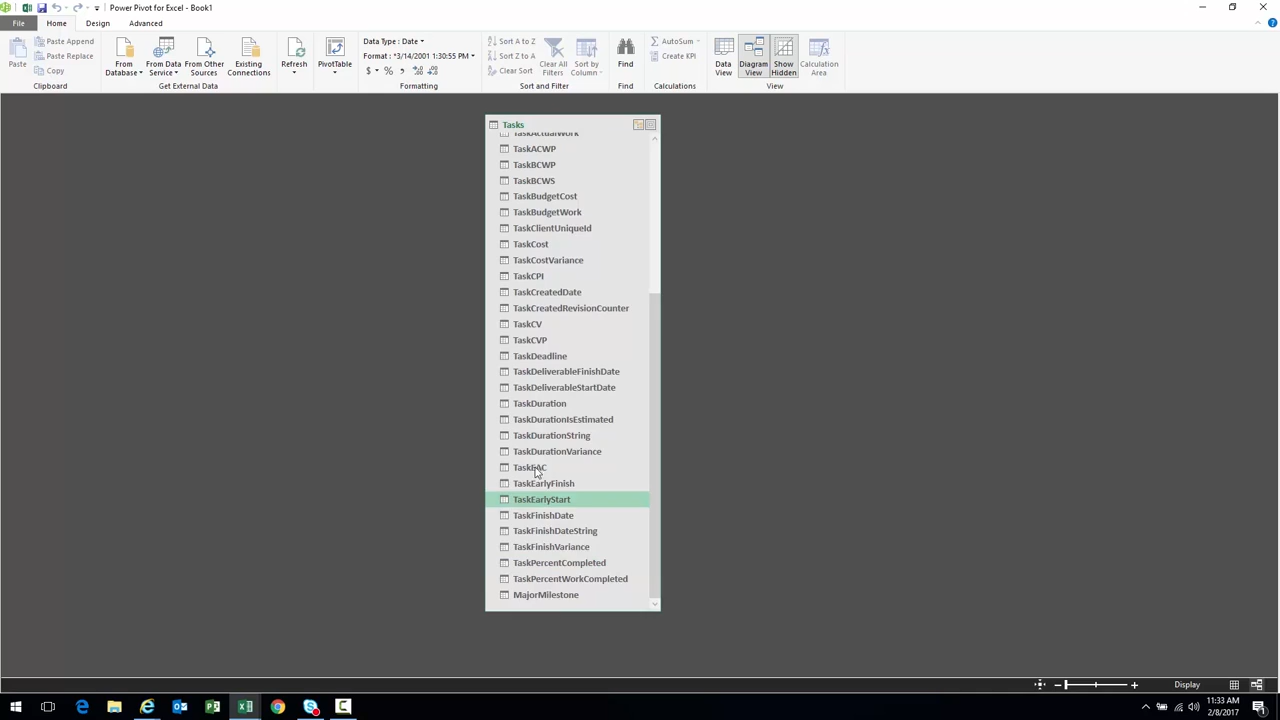 Power Pivot for Excel - Book1
File
Home
Design
Advanced
Paste
Paste Append
Paste Replace
Copy
Clipboard
From Database
From Data Service
From Other Sources
Existing Connections
Get External Data
Refresh
PivotTable
Data Type : Date
Format : *3/14/2001 1:30:55 PM
$ % ,
Formatting
Sort A to Z
Sort Z to A
Clear Sort
Clear All Filters
Sort by Column
Sort and Filter
Find
Find
AutoSum
Create KPI
Calculations
Data View
Diagram View
Show Hidden
Calculation Area
View
Tasks
TaskActualWork
TaskACWP
TaskBCWP
TaskBCWS
TaskBudgetCost
TaskBudgetWork
TaskClientUniqueId
TaskCost
TaskCostVariance
TaskCPI
TaskCreatedDate
TaskCreatedRevisionCounter
TaskCV
TaskCVP
TaskDeadline
TaskDeliverableFinishDate
TaskDeliverableStartDate
TaskDuration
TaskDurationIsEstimated
TaskDurationString
TaskDurationVariance
TaskEAC
TaskEarlyFinish
TaskEarlyStart
TaskFinishDate
TaskFinishDateString
TaskFinishVariance
TaskPercentCompleted
TaskPercentWorkCompleted
MajorMilestone
Display
11:33 AM
2/8/2017